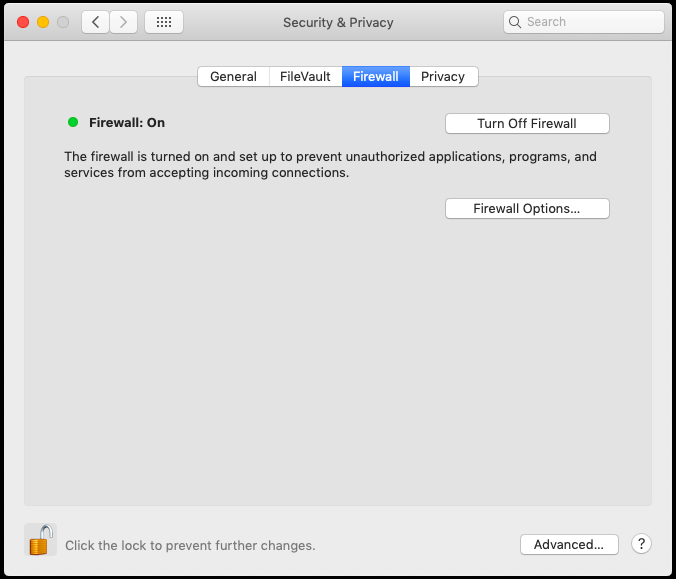 Security & Privacy
Search
General
FileVault
Firewall
Privacy
Firewall: On
Turn Off Firewall
The firewall is turned on and set up to prevent unauthorized applications, programs, and
services from accepting incoming connections.
Firewall Options...
Click the lock to prevent further changes.
Advanced...
?